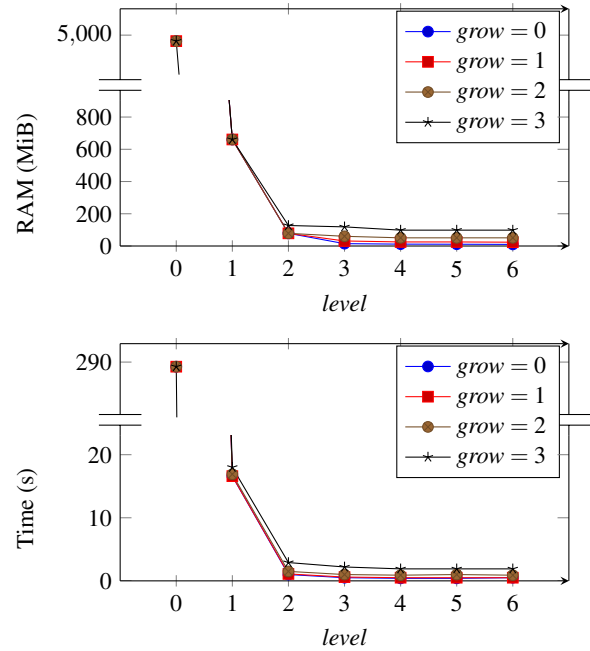 5,000
grow = 0
grow = 1
grow = 2
grow = 3
800
600
400
200
0
RAM (MiB)
0 1 2 3 4 5 6
level
290
grow = 0
grow = 1
grow = 2
grow = 3
20
10
0
Time (s)
0 1 2 3 4 5 6
level